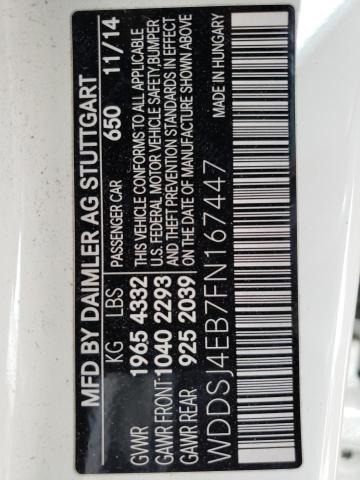 MFD BY DAIMLER AG STUTTGART
KG LBS PASSENGER CAR 650 11/14
GVWR 1965 4332 THIS VEHICLE CONFORMS TO ALL APPLICABLE
U.S. FEDERAL MOTOR VEHICLE SAFETY,BUMPER
GAWR FRONT 1040 2293 AND THEFT PREVENTION STANDARDS IN EFFECT
GAWR REAR 925 2039 ON THE DATE OF MANUFACTURE SHOWN ABOVE
WDDSJ4EB7FN167447 MADE IN HUNGARY